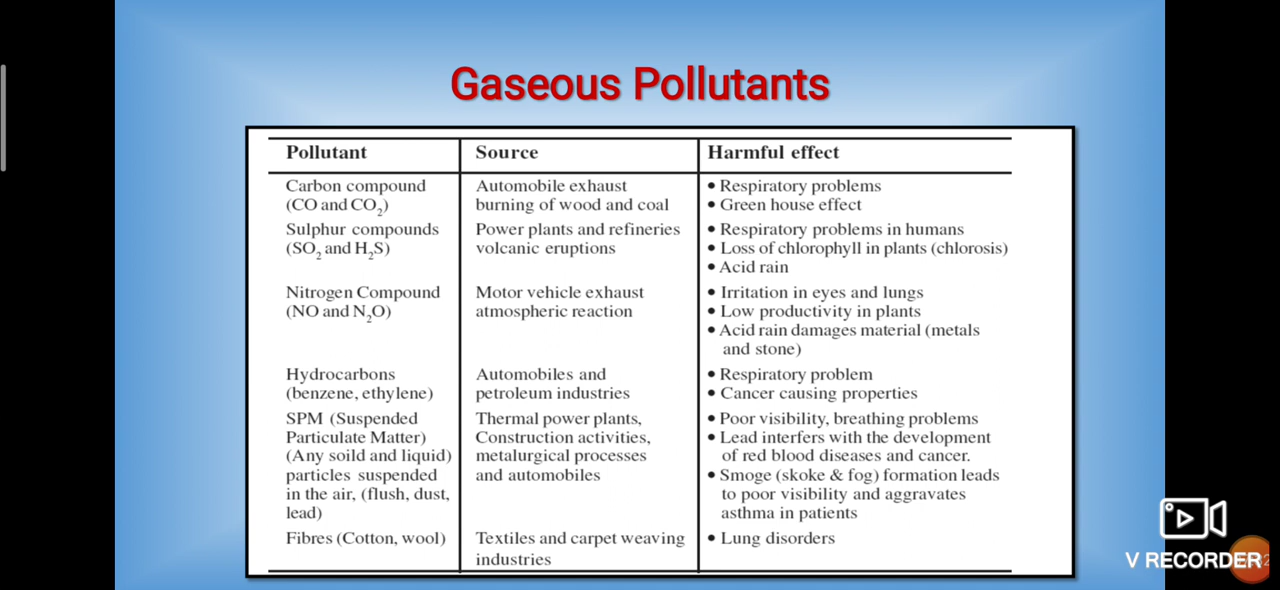 Gaseous Pollutants
Pollutant Source Harmful effect
Carbon compound Automobile exhaust • Respiratory problems
(CO and CO₂) burning of wood and coal • Green house effect
Sulphur compounds Power plants and refineries • Respiratory problems in humans
(SO₂ and H₂S) volcanic eruptions • Loss of chlorophyll in plants (chlorosis)
• Acid rain
Nitrogen Compound Motor vehicle exhaust • Irritation in eyes and lungs
(NO and N₂O) atmospheric reaction • Low productivity in plants
• Acid rain damages material (metals
and stone)
Hydrocarbons Automobiles and • Respiratory problem
(benzene, ethylene) petroleum industries • Cancer causing properties
SPM (Suspended Thermal power plants, • Poor visibility, breathing problems
Particulate Matter) Construction activities, • Lead interfers with the development
(Any soild and liquid) metalurgical processes of red blood diseases and cancer.
particles suspended and automobiles • Smoge (skoke & fog) formation leads
in the air, (flush, dust, to poor visibility and aggravates
lead) asthma in patients
Fibres (Cotton, wool) Textiles and carpet weaving • Lung disorders
industries
V RECORDER